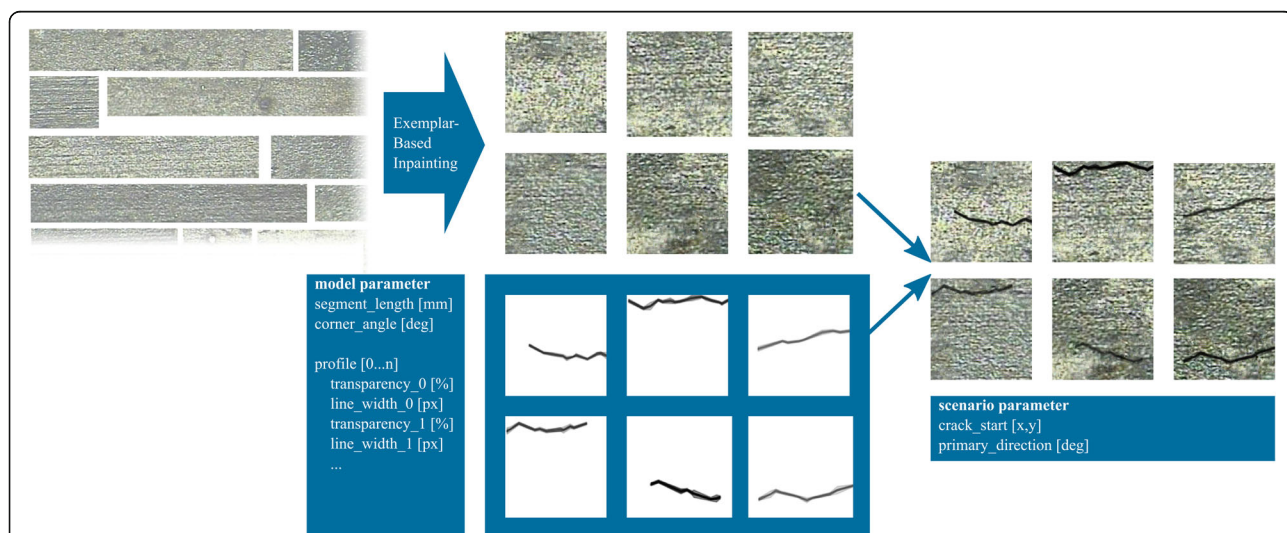 Exemplar-
Based
Inpainting
model parameter
segment_length [mm]
corner_angle [deg]
profile [0...n]
transparency_0 [%]
line_width_0 [px]
transparency_1 [%]
line_width_1 [px]
...
scenario parameter
crack_start [x,y]
primary_direction [deg]